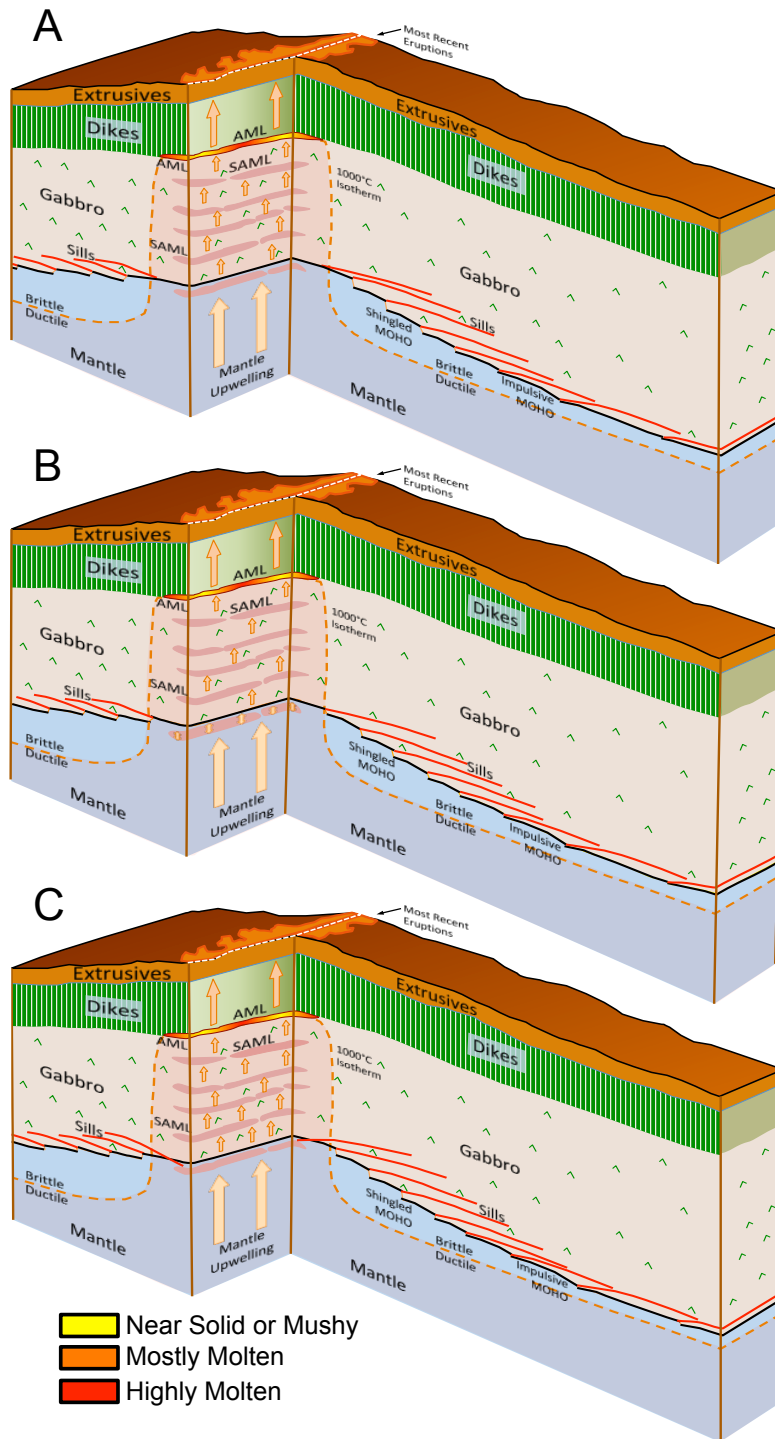 A
Most Recent
Eruptions
Extrusives
Extrusives
Dikes
AML
Dikes
AML
SAML
1000°C
Isotherm
Gabbro
SAML
Sills
Gabbro
Brittle
Ductile
Shingled
MOHO
Sills
Mantle
Mantle
Upwelling
Brittle
Ductile
Impulsive
MOHO
Mantle
B
Most Recent
Eruptions
Extrusives
Extrusives
Dikes
AML
Dikes
AML
SAML
1000°C
Isotherm
Gabbro
SAML
Sills
Gabbro
Brittle
Ductile
Shingled
MOHO
Sills
Mantle
Mantle
Upwelling
Brittle
Ductile
Impulsive
MOHO
Mantle
C
Most Recent
Eruptions
Extrusives
Extrusives
Dikes
AML
Dikes
AML
SAML
1000°C
Isotherm
Gabbro
SAML
Sills
Gabbro
Brittle
Ductile
Shingled
MOHO
Sills
Mantle
Mantle
Upwelling
Brittle
Ductile
Impulsive
MOHO
Mantle
Near Solid or Mushy
Mostly Molten
Highly Molten